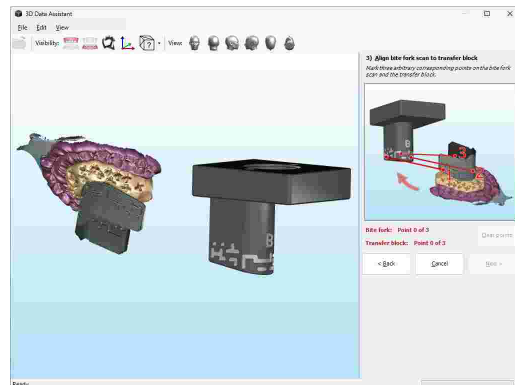 3D Data Assistant
File Edit View
Visibility: View:
3) Align bite fork scan to transfer block
Mark three arbitrary corresponding points on the bite fork
scan and the transfer block.
B
Bite fork: Point 0 of 3
Transfer block: Point 0 of 3
Clear points
< Back Cancel Next >
B
Ready